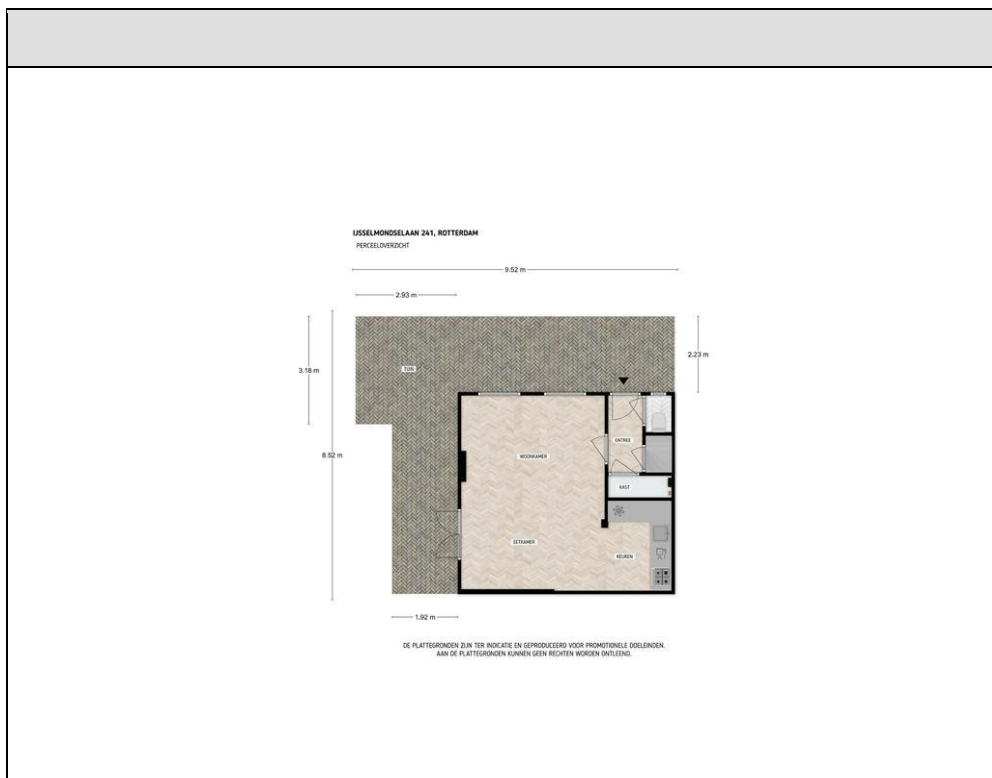 IJSSELMONDSELAAN 241, ROTTERDAM
PERCEELOVERZICHT
9.52 m
2.93 m
2.23 m
3.18 m
TUIN
ENTREE
8.52 m
WOONKAMER
KAST
EETKAMER
KEUKEN
1.92 m
DE PLATTEGRONDEN ZIJN TER INDICATIE EN GEPRODUCEERD VOOR PROMOTIONELE DOELEINDEN.
AAN DE PLATTEGRONDEN KUNNEN GEEN RECHTEN WORDEN ONTLEEND.